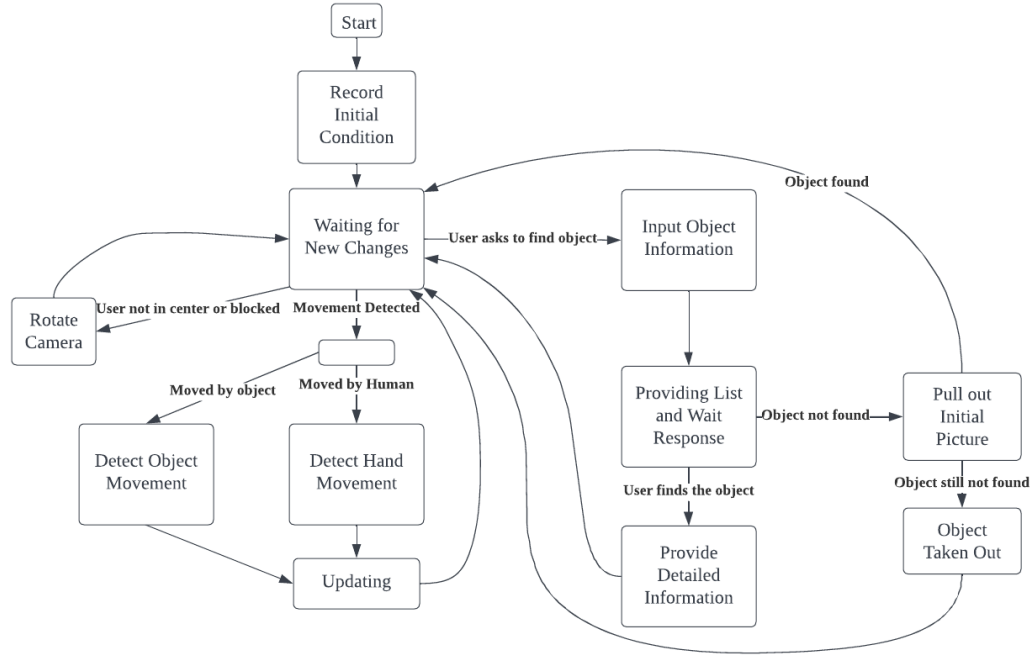 Start
Record
Initial
Condition
Object found
Waiting for
New Changes
User asks to find object
Input Object
Information
User not in center or blocked
Movement Detected
Rotate
Camera
Moved by object
Moved by Human
Providing List
and Wait
Response
Object not found
Pull out
Initial
Picture
Detect Object
Movement
Detect Hand
Movement
User finds the object
Object still not found
Updating
Provide
Detailed
Information
Object
Taken Out